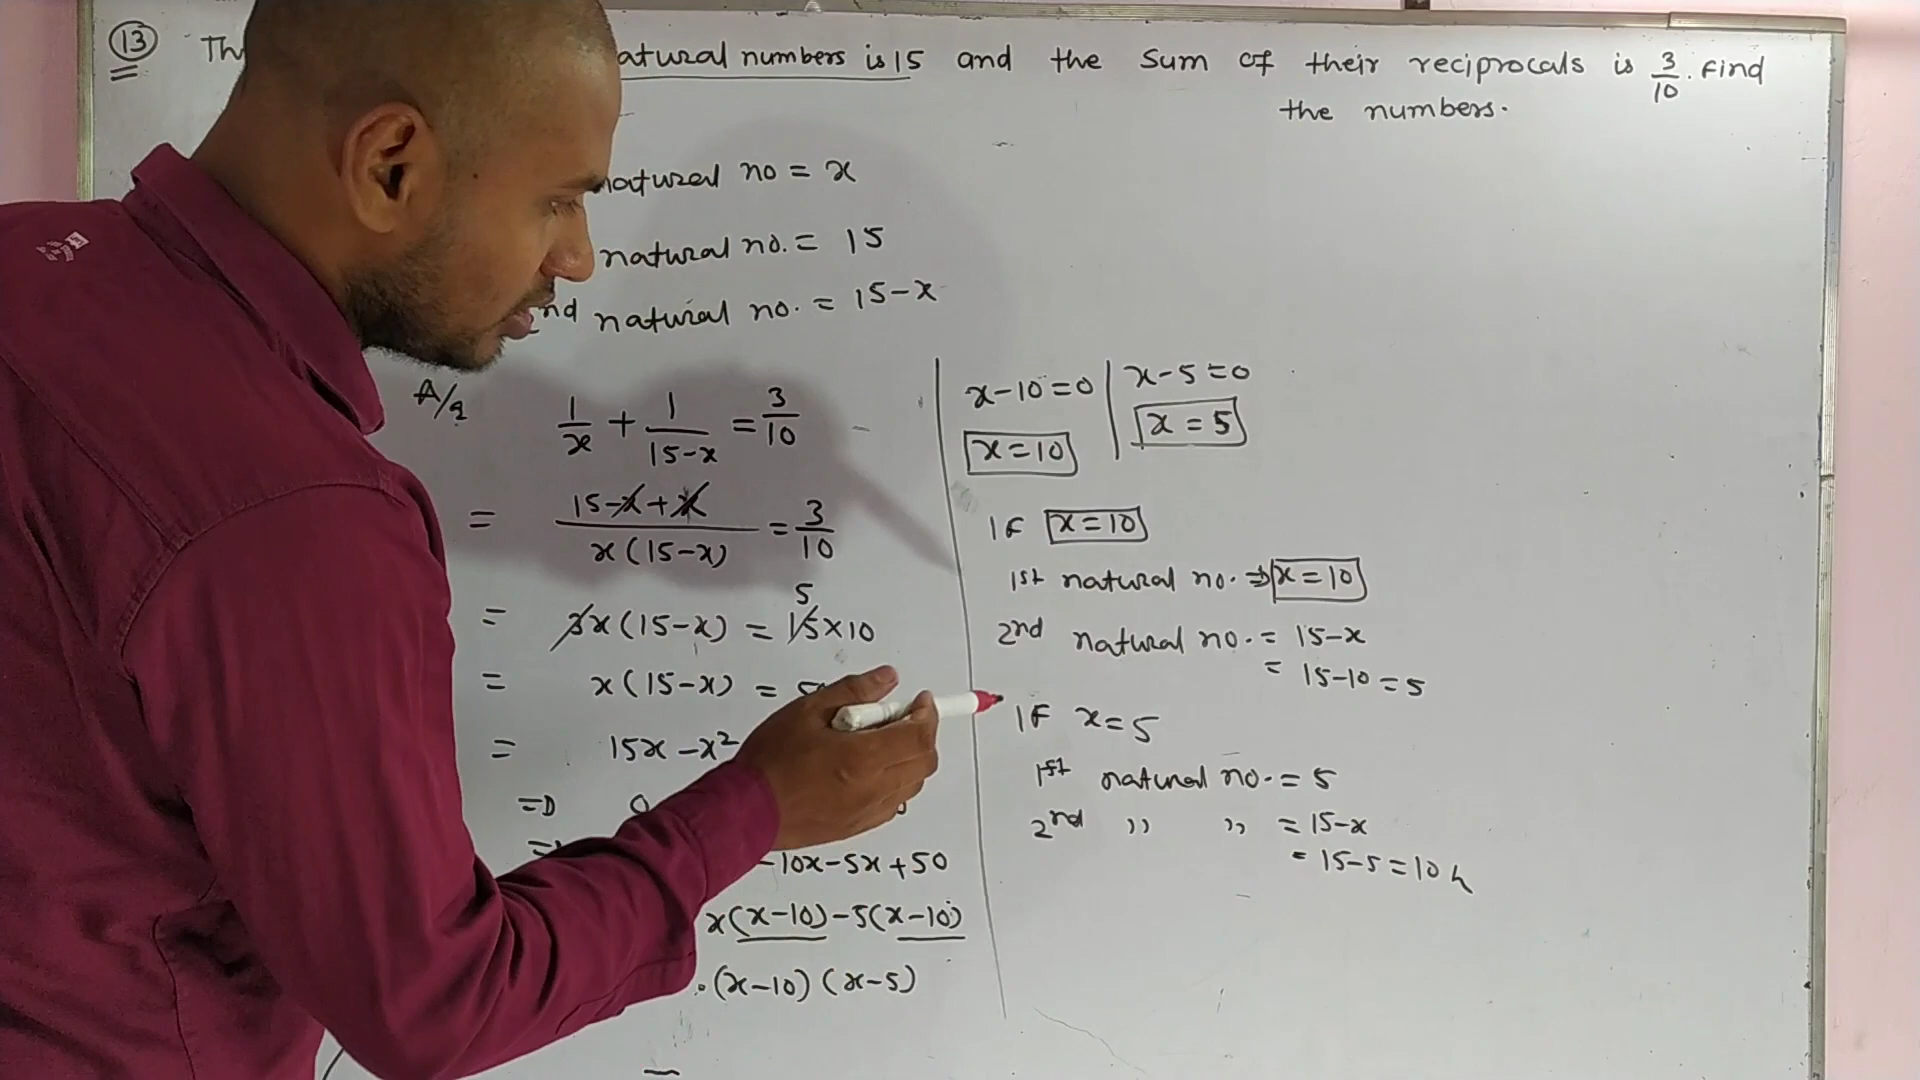 13 Th atural numbers is 15 and the sum of their reciprocals is 3/10. Find
the numbers.
natural no = x
natural no. = 15
2nd natural no. = 15-x
A/q 1/x + 1/(15-x) = 3/10
= (15-x+x)/(x(15-x)) = 3/10
5
= 3x(15-x) = 15×10
= x(15-x) =
= 15x - x²
=> 0
-10x-5x+50
x(x-10)-5(x-10)
(x-10)(x-5)
x-10=0 | x-5=0
x=10 | x=5
IF x=10
1st natural no. => x=10
2nd natural no. = 15-x
= 15-10=5
IF x=5
1st natural no. = 5
2nd ,, ,, = 15-x
= 15-5=10